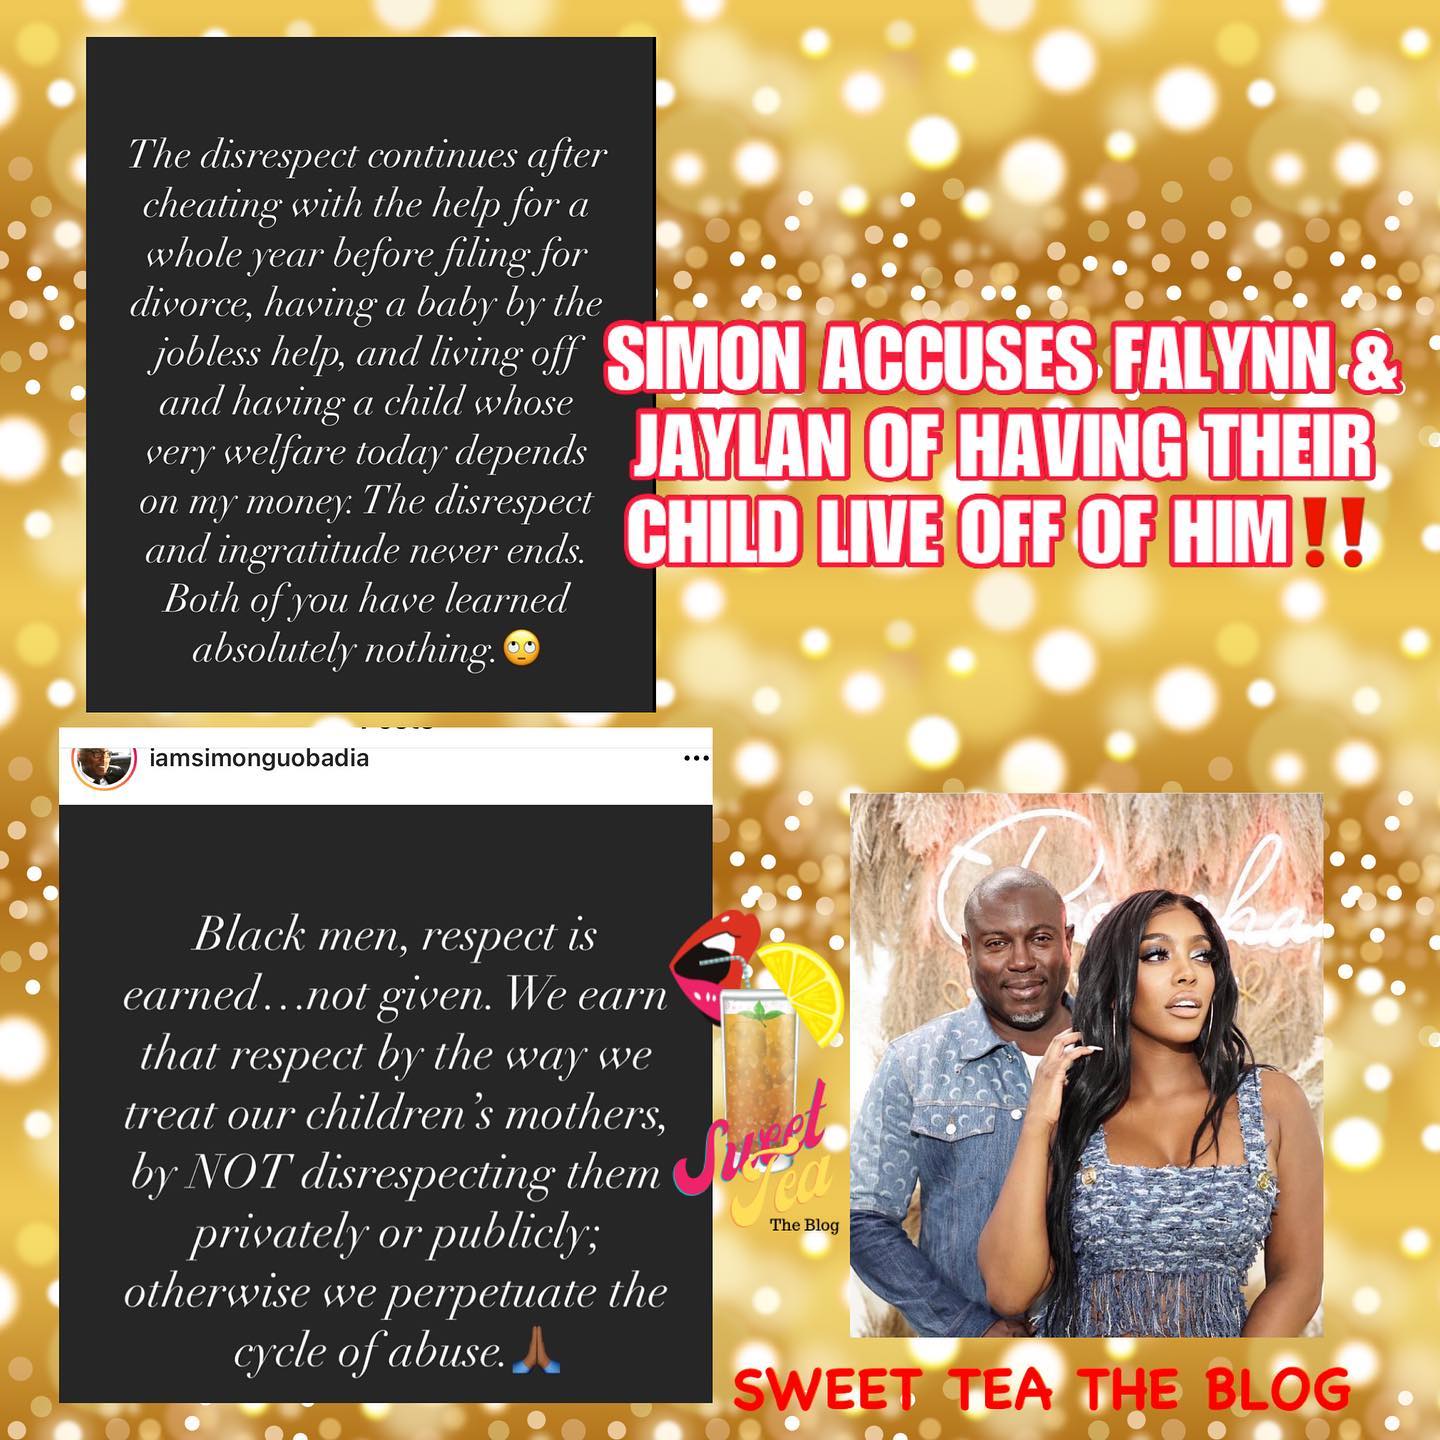 The disrespect continues after
cheating with the help for a
whole year before filing for
divorce, having a baby by the
jobless help, and living off
and having a child whose
very welfare today depends
on my money. The disrespect
and ingratitude never ends.
Both of you have learned
absolutely nothing.🙄
SIMON ACCUSES FALYNN &
JAYLAN OF HAVING THEIR
CHILD LIVE OFF OF HIM‼️
iamsimonguobadia
Black men, respect is
earned…not given. We earn
that respect by the way we
treat our children’s mothers,
by NOT disrespecting them
privately or publicly;
otherwise we perpetuate the
cycle of abuse.🙏🏾
Sweet
Tea
The Blog
SWEET TEA THE BLOG